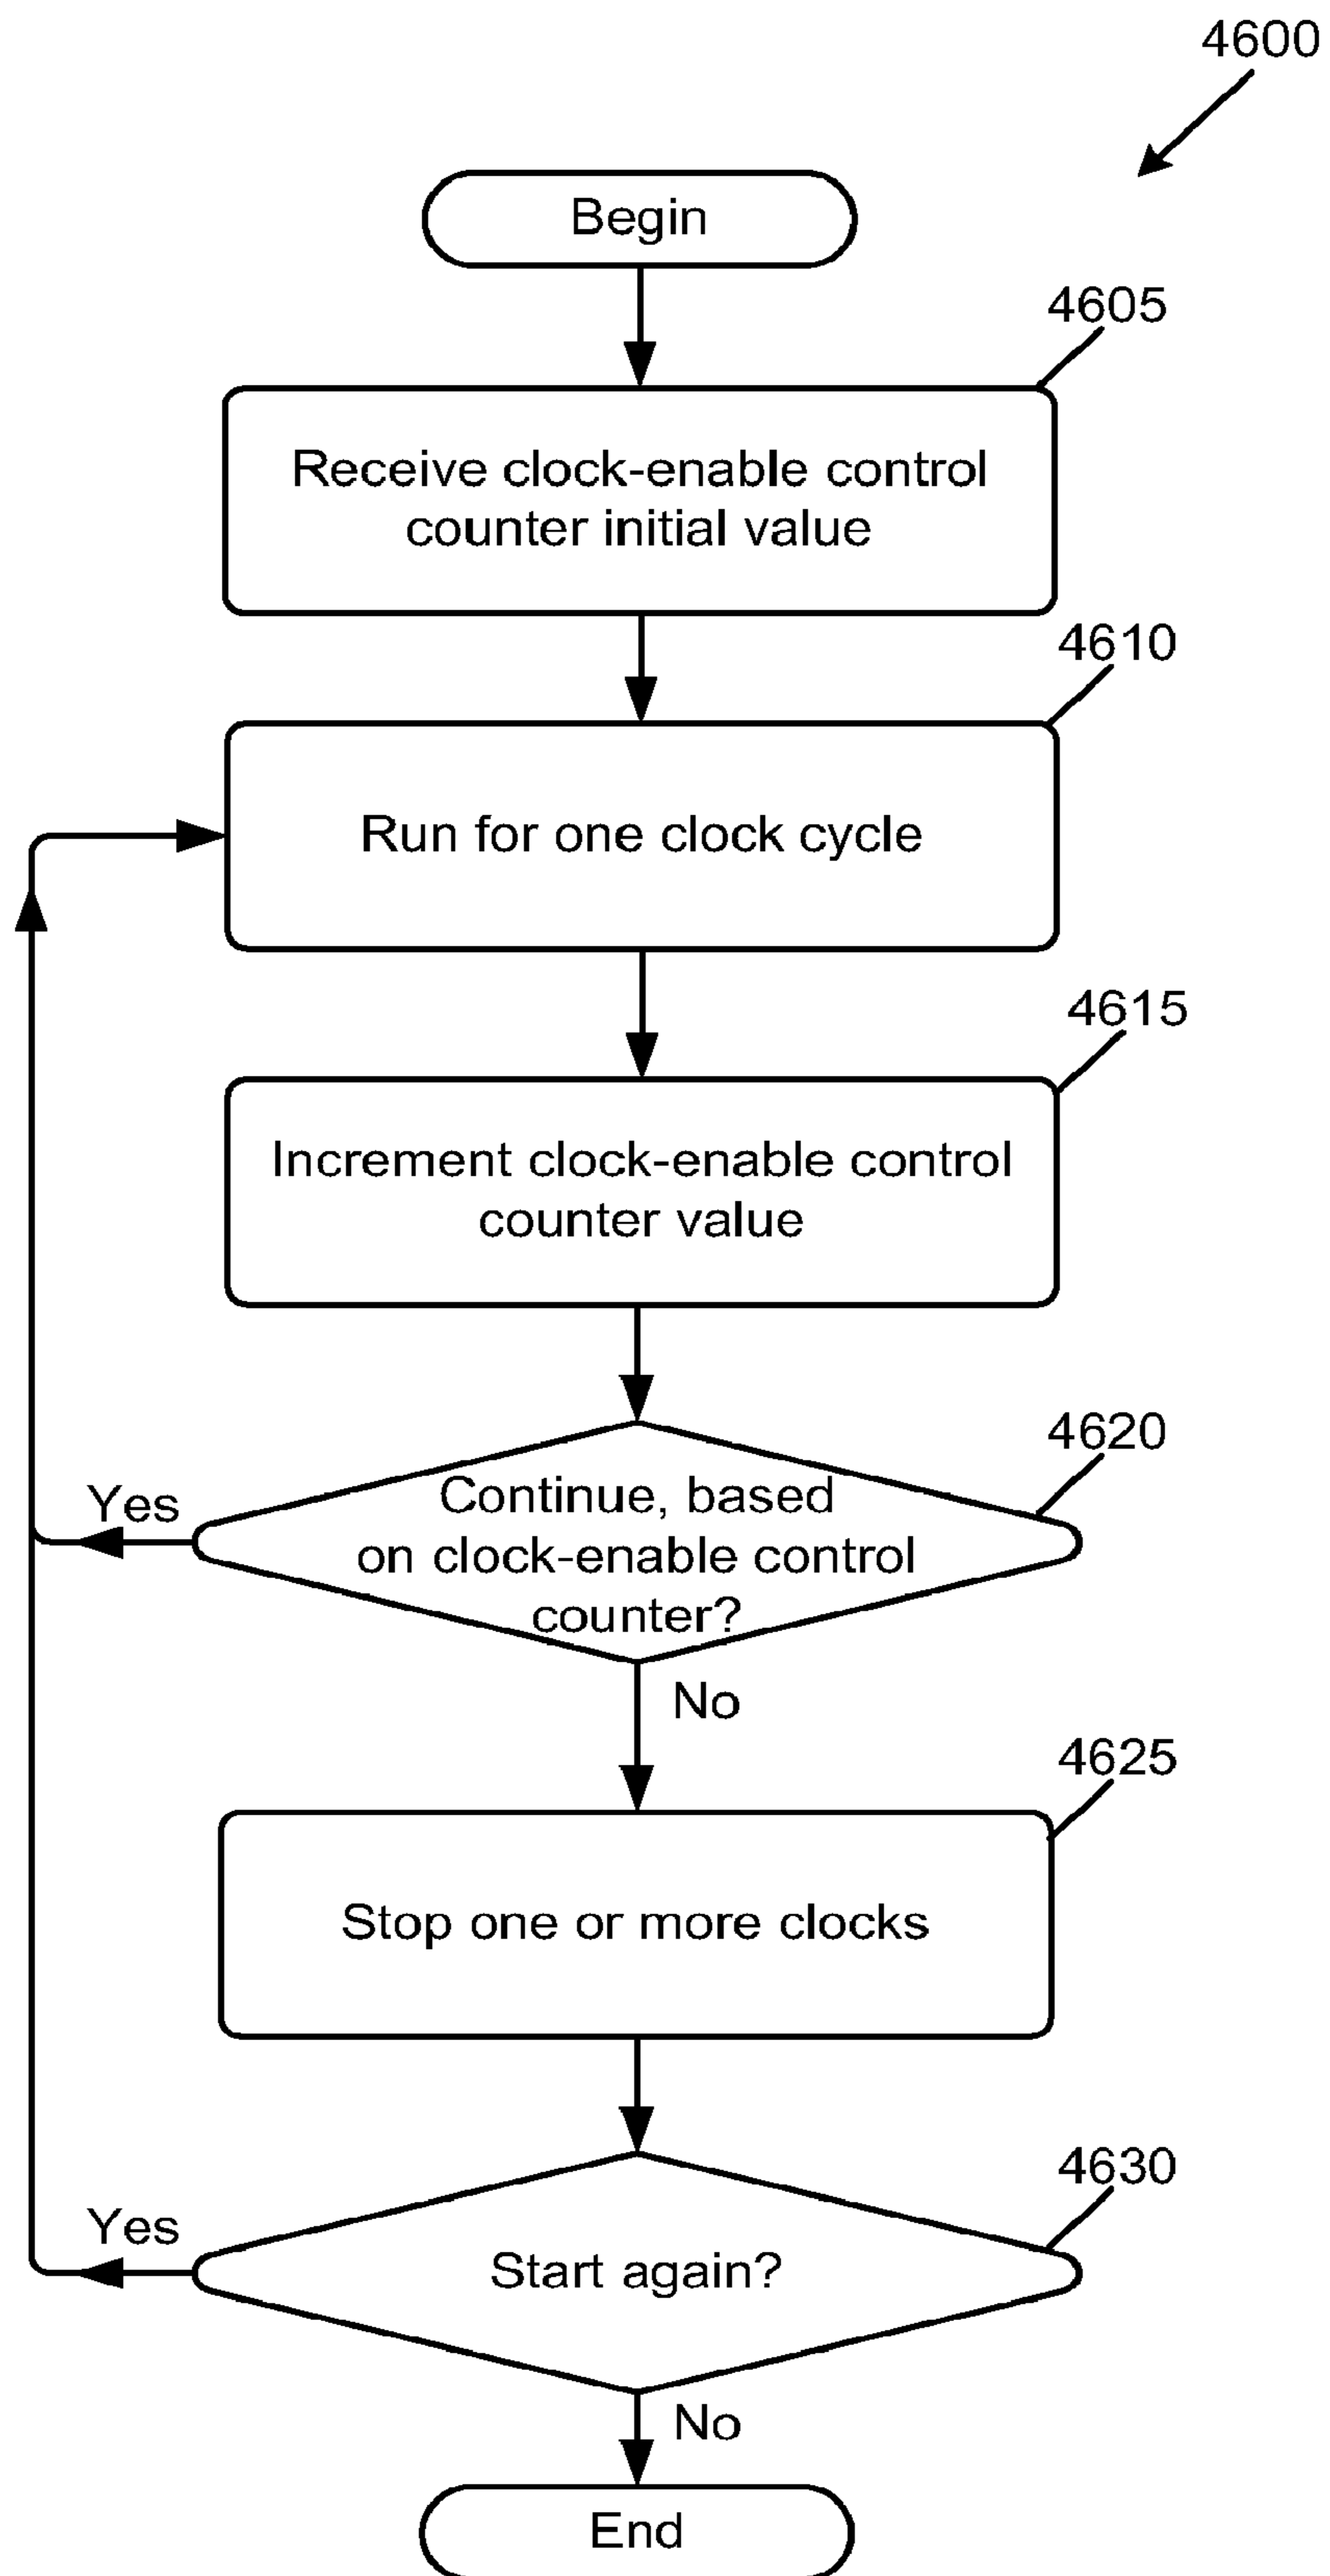 4600
Begin
4605
Receive clock-enable control
counter initial value
4610
Run for one clock cycle
4615
Increment clock-enable control
counter value
4620
Continue, based
on clock-enable control
counter?
Yes
No
4625
Stop one or more clocks
4630
Start again?
Yes
No
End